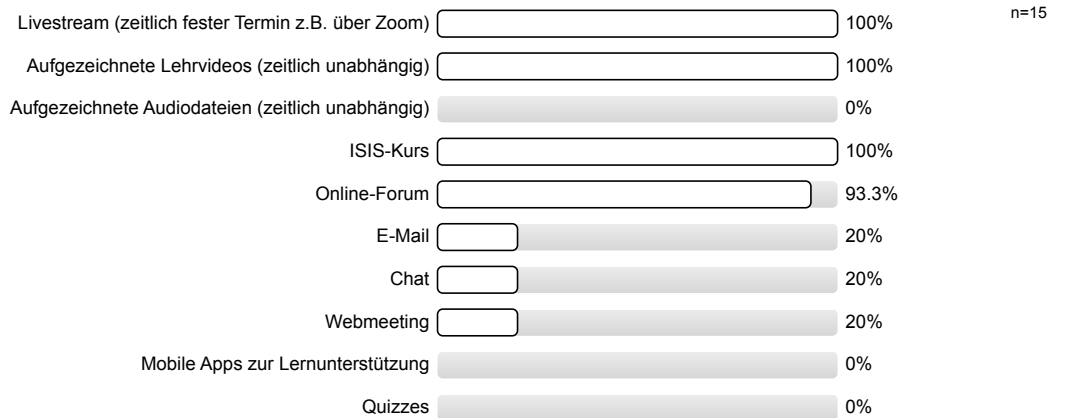 Livestream (zeitlich fester Termin z.B. über Zoom) 100% n=15
Aufgezeichnete Lehrvideos (zeitlich unabhängig) 100%
Aufgezeichnete Audiodateien (zeitlich unabhängig) 0%
ISIS-Kurs 100%
Online-Forum 93.3%
E-Mail 20%
Chat 20%
Webmeeting 20%
Mobile Apps zur Lernunterstützung 0%
Quizzes 0%